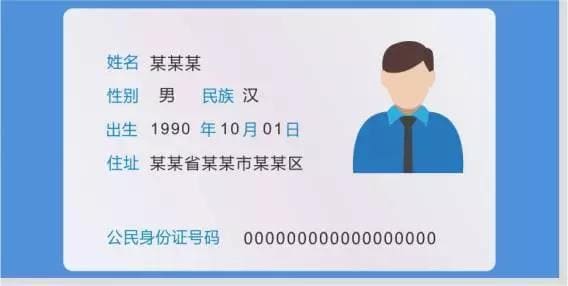 姓名 某某某
性别 男 民族 汉
出生 1990 年 10 月 01 日
住址 某某省某某市某某区
公民身份证号码 000000000000000000